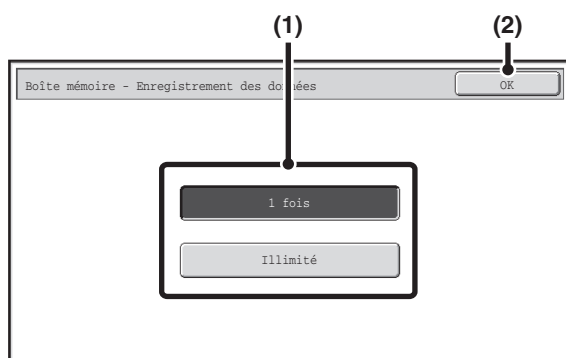 (1) (2)
Boîte mémoire - Enregistrement des données OK
1 fois
Illimité